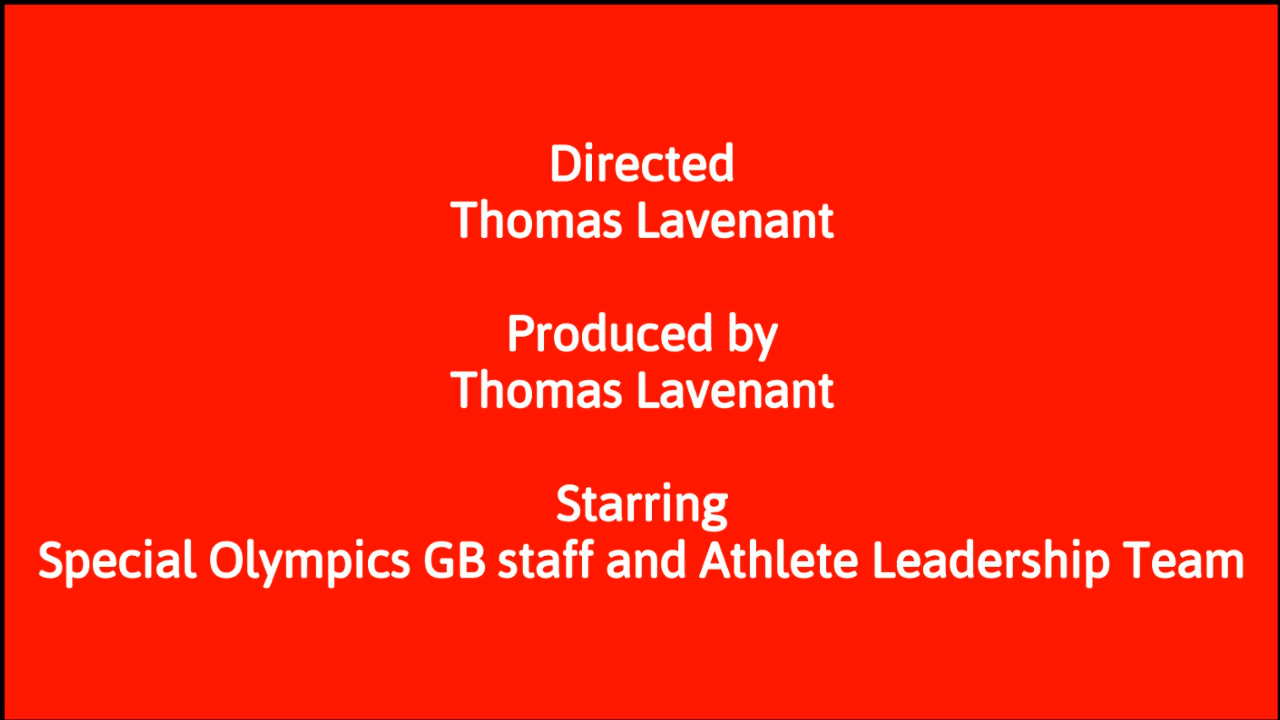 Directed
Thomas Lavenant
Produced by
Thomas Lavenant
Starring
Special Olympics GB staff and Athlete Leadership Team